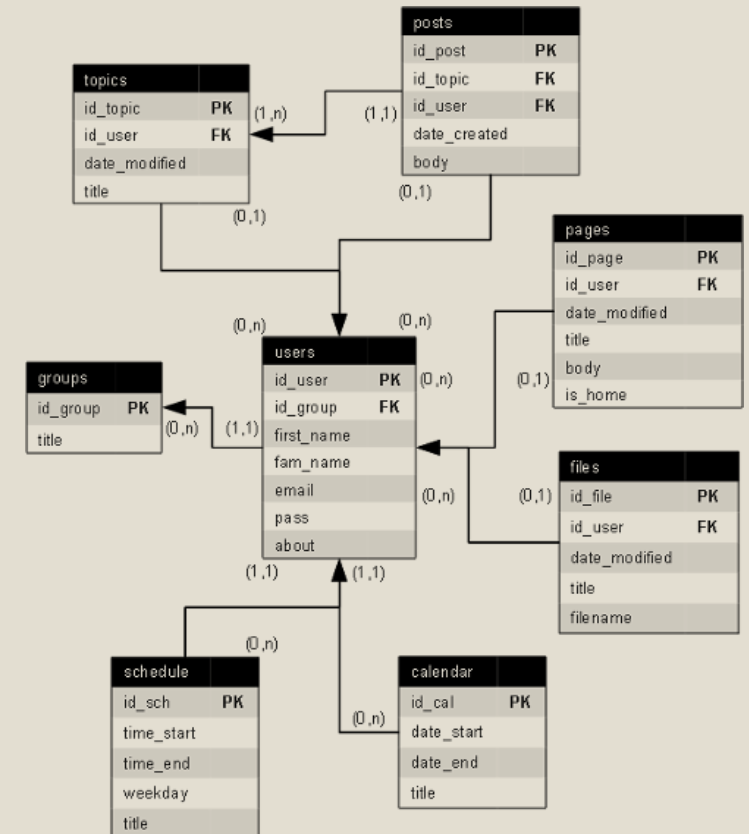 posts
id_post PK
id_topic FK
id_user FK
date_created
body
topics
id_topic PK
id_user FK
date_modified
title
(1,n)
(1,1)
(0,1)
(0,1)
pages
id_page PK
id_user FK
date_modified
title
body
is_home
(0,n)
(0,n)
users
id_user PK
id_group FK
first_name
fam_name
email
pass
about
(0,n)
(0,1)
groups
id_group PK
title
(0,n)
(1,1)
files
id_file PK
id_user FK
date_modified
title
filename
(0,n)
(0,1)
(1,1)
(1,1)
(0,n)
schedule
id_sch PK
time_start
time_end
weekday
title
(0,n)
calendar
id_cal PK
date_start
date_end
title